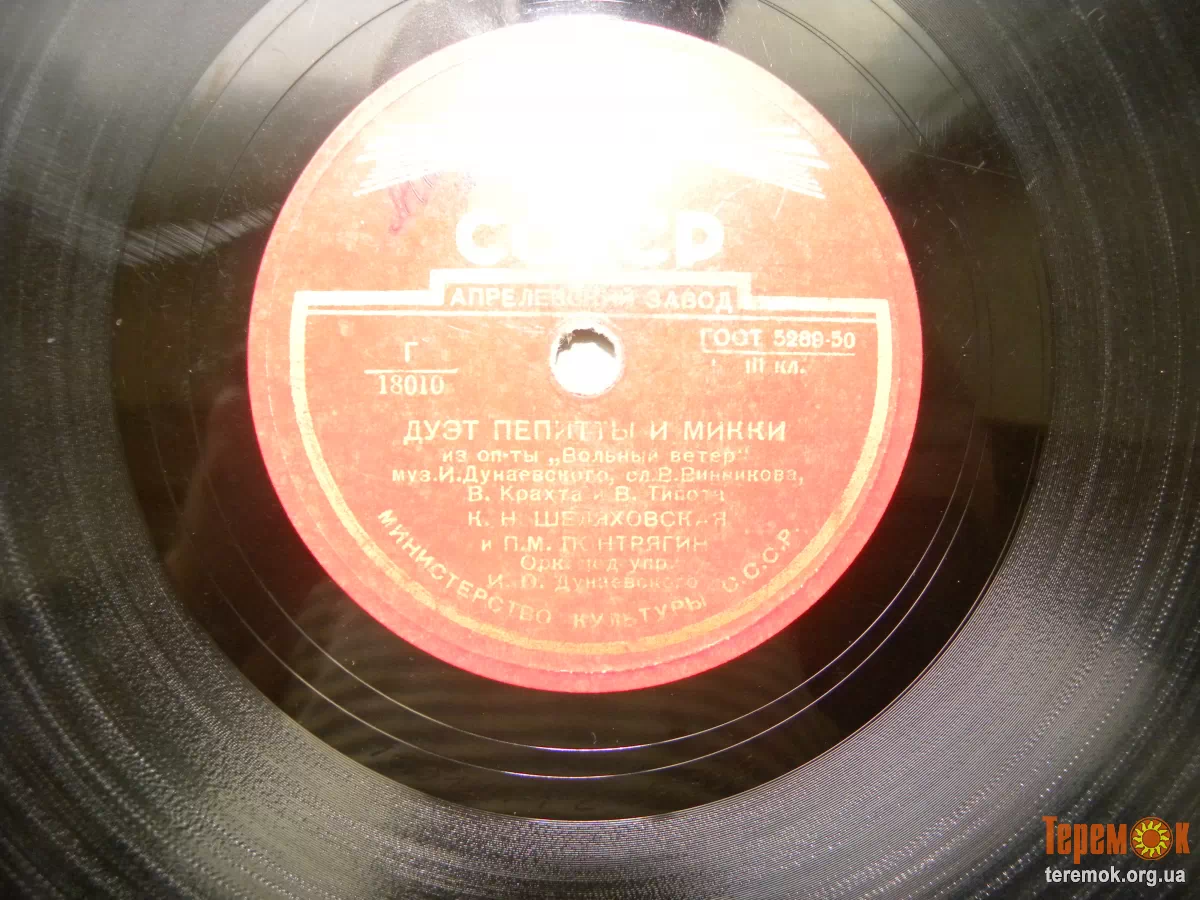 СССР
АПРЕЛЕВСКИЙ ЗАВОД
Г
18010
ГОСТ 5289-50
III кл.
ДУЭТ ПЕПИТТЫ И МИККИ
из оп-ты „Вольный ветер"
муз.И.Дунаевского, сл.В.Винникова,
В. Крахта и В. Типота
К. Н. ШЕЛЯХОВСКАЯ
и П.М. ПОНТРЯГИН
Орк. под упр.
И. О. Дунаевского
МИНИСТЕРСТВО КУЛЬТУРЫ С.С.С.Р.
ТЕРЕМОК
teremok.org.ua